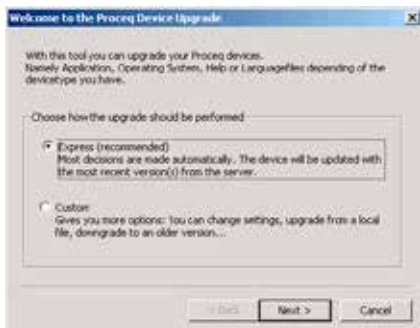 Welcome to the Proceq Device Upgrade
With this tool you can upgrade your Proceq devices.
Namely Application, Operating System, Help or Languagefiles depending of the
devicetype you have.
Choose how the upgrade should be performed
Express (recommended)
Most decisions are made automatically. The device will be updated with
the most recent version(s) from the server.
Custom
Gives you more options: You can change settings, upgrade from a local
file, downgrade to an older version...
< Back
Next >
Cancel